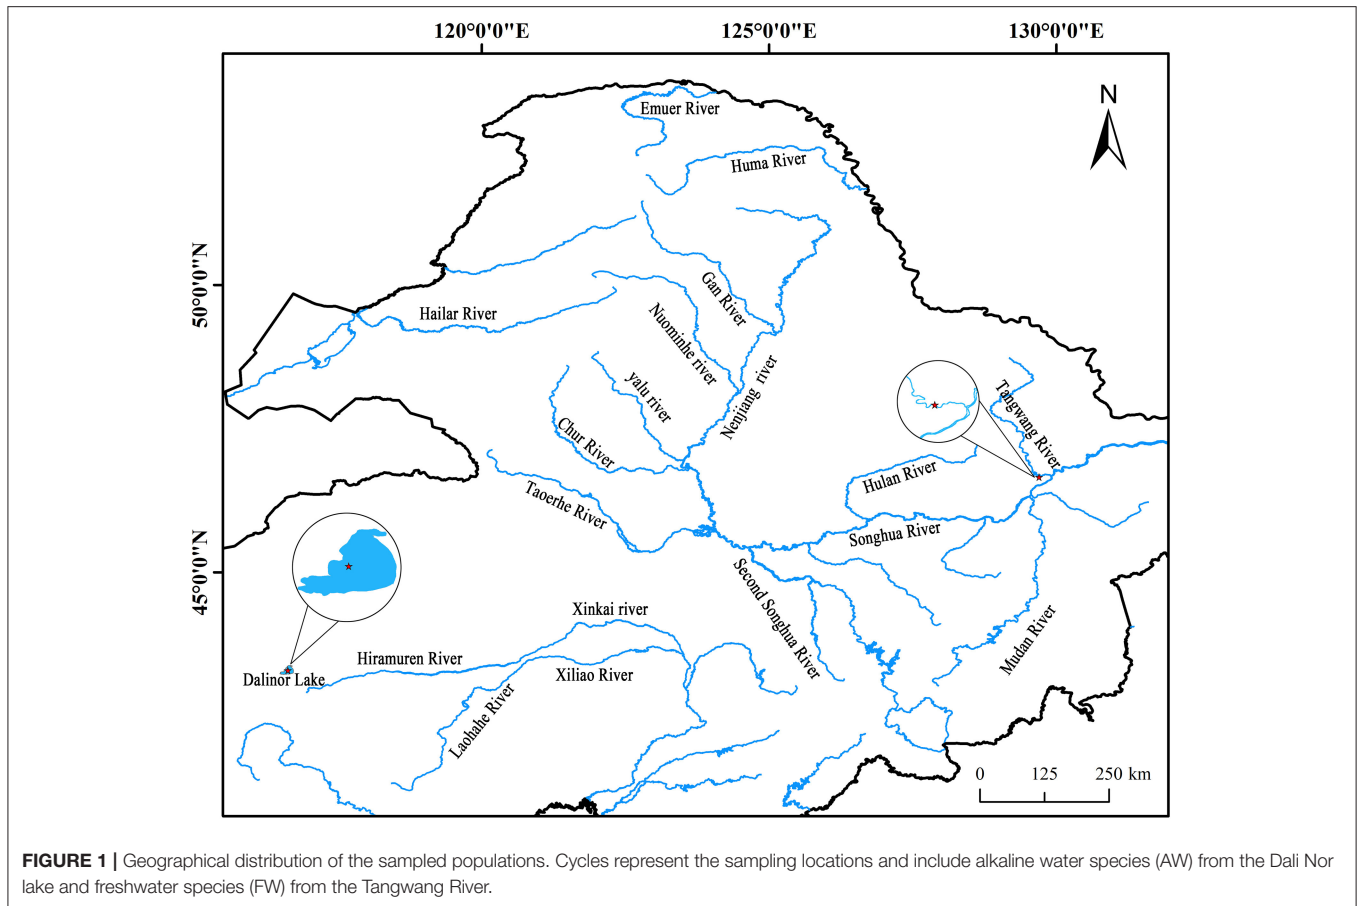 120°0'0"E 125°0'0"E 130°0'0"E
N
Emuer River
Huma River
50°0'0"N
Gan River
Hailar River
Nuominhe river
Nenjiang river
yalu river
Tangwang River
Chur River
Hulan River
Taoerhe River
Songhua River
45°0'0"N
Second Songhua River
Xinkai river
Mudan River
Hiramuren River
Xiliao River
Dalinor Lake
Laohahe River
0 125 250 km
FIGURE 1 | Geographical distribution of the sampled populations. Cycles represent the sampling locations and include alkaline water species (AW) from the Dali Nor
lake and freshwater species (FW) from the Tangwang River.